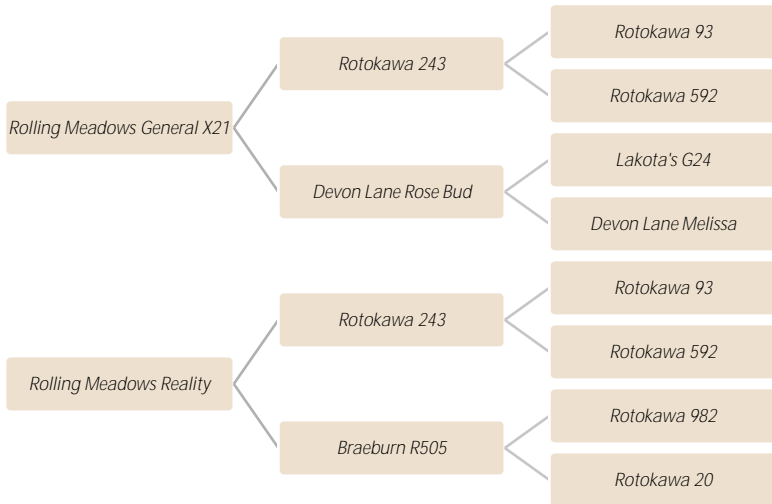 Rolling Meadows General X21
Rotokawa 243
Rotokawa 93
Rotokawa 592
Devon Lane Rose Bud
Lakota's G24
Devon Lane Melissa
Rolling Meadows Reality
Rotokawa 243
Rotokawa 93
Rotokawa 592
Braeburn R505
Rotokawa 982
Rotokawa 20